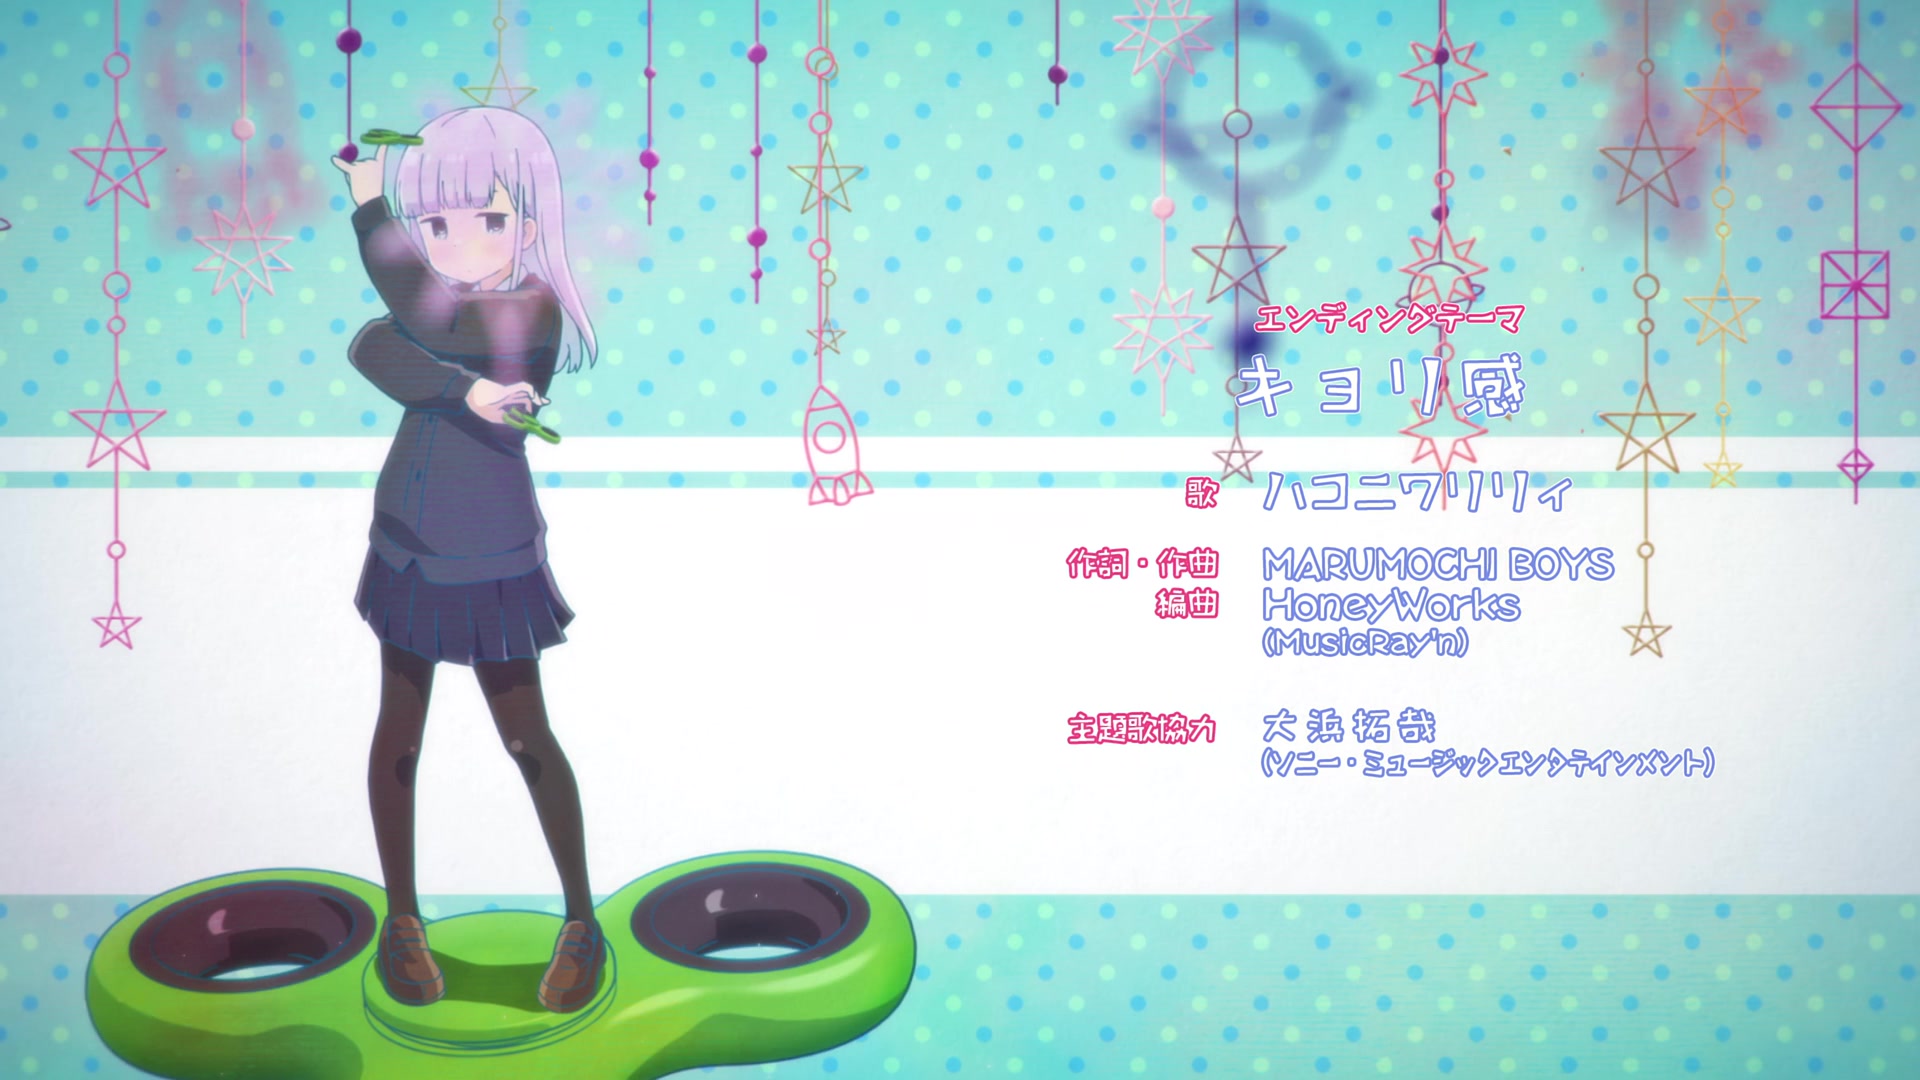 エンディングテーマ
キョリ感
歌 ハコニワリリィ
作詞・作曲 MARUMOCHI BOYS
編曲 HoneyWorks
(MusicRay'n)
主題歌協力 大浜拓哉
(ソニー・ミュージックエンタテインメント)